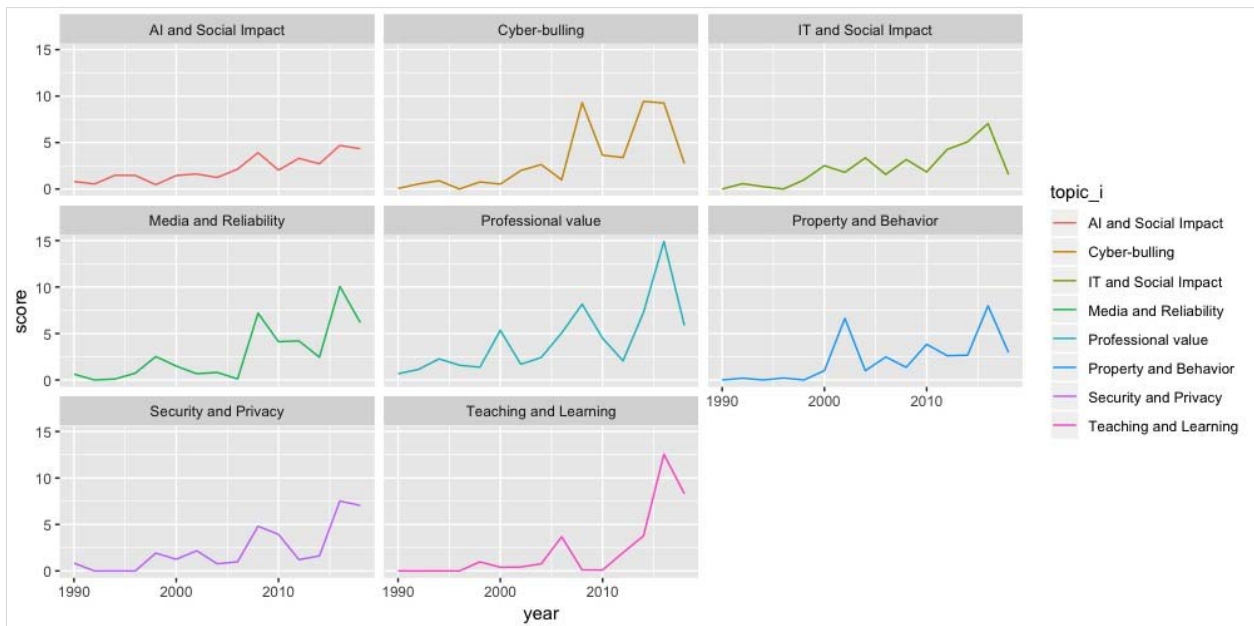 AI and Social Impact
Cyber-bulling
IT and Social Impact
15
10
5
0
Media and Reliability
Professional value
Property and Behavior
15
10
5
0
1990
2000
2010
Security and Privacy
Teaching and Learning
15
10
5
0
1990
2000
2010
1990
2000
2010
score
year
topic_i
AI and Social Impact
Cyber-bulling
IT and Social Impact
Media and Reliability
Professional value
Property and Behavior
Security and Privacy
Teaching and Learning